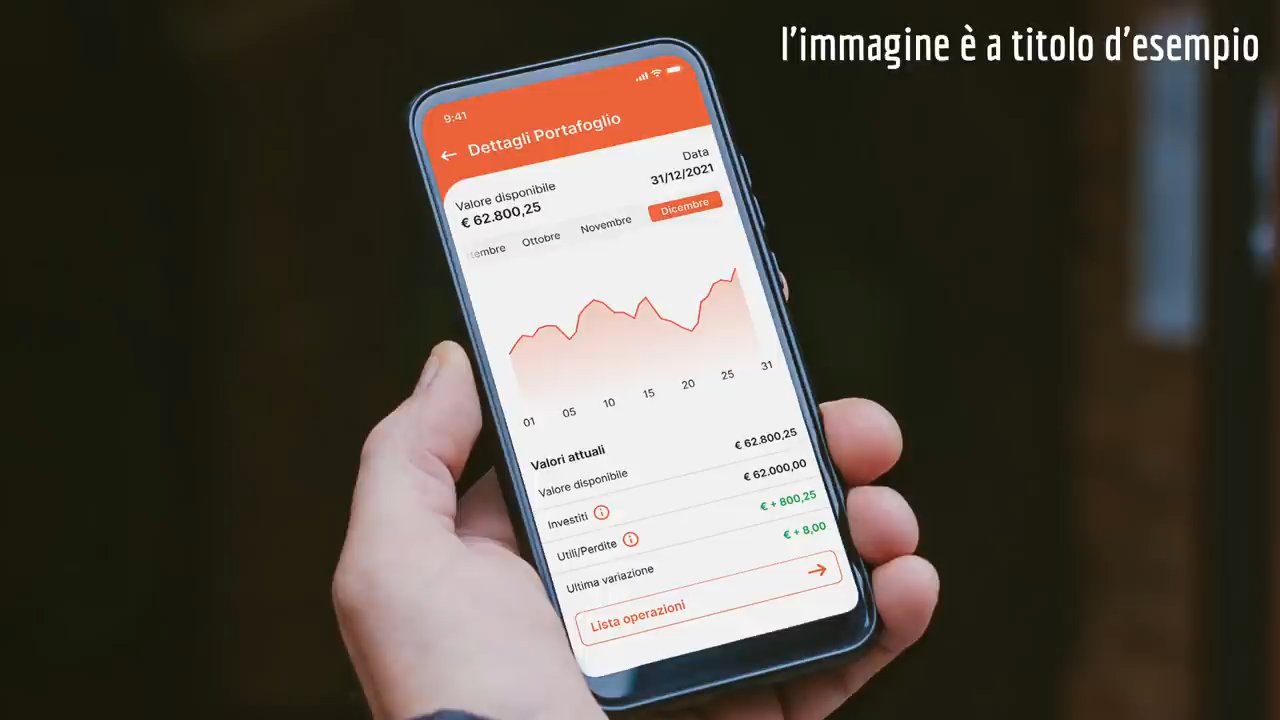 l'immagine è a titolo d'esempio
9:41
← Dettagli Portafoglio
Valore disponibile
€ 62.800,25
Data
31/12/2021
tembre Ottobre Novembre Dicembre
01 05 10 15 20 25 31
Valori attuali
Valore disponibile € 62.800,25
Investiti € 62.000,00
Utili/Perdite € + 800,25
Ultima variazione € + 8,00
Lista operazioni →